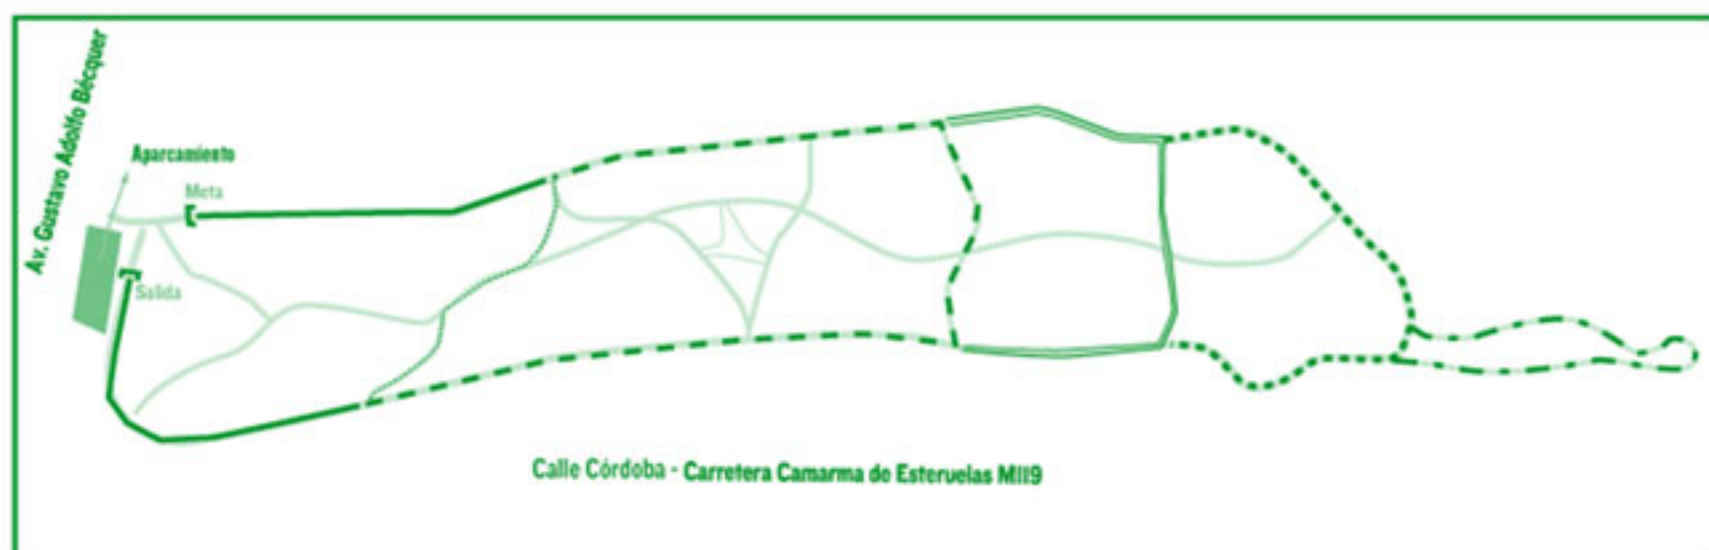 Av. Gustavo Adolfo Bécquer
Aparcamiento
Meta
Salida
Calle Córdoba - Carretera Camarma de Esteruelas M119